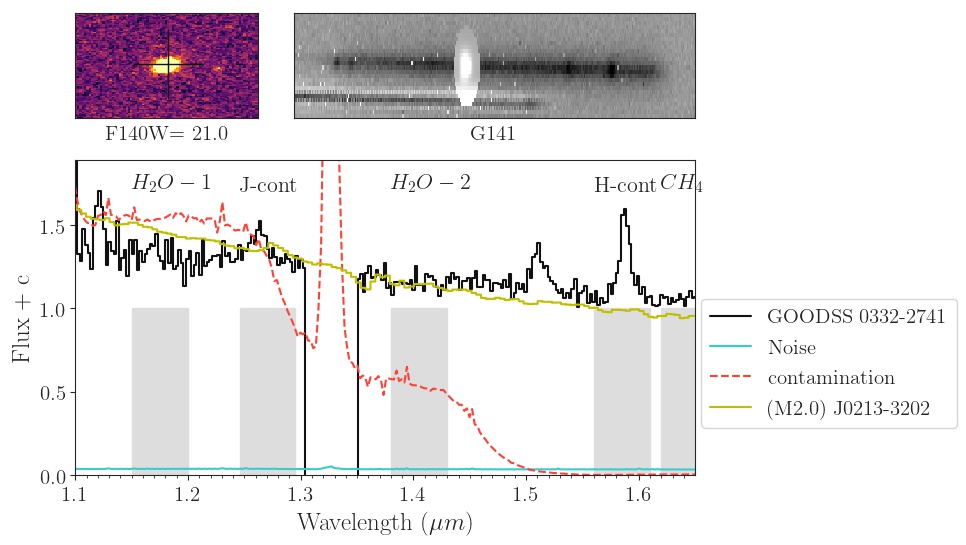 F140W= 21.0
G141
H₂O − 1
J-cont
H₂O − 2
H-cont
CH₄
1.5
1.0
0.5
0.0
Flux + c
1.1
1.2
1.3
1.4
1.5
1.6
Wavelength (μm)
GOODSS 0332-2741
Noise
contamination
(M2.0) J0213-3202